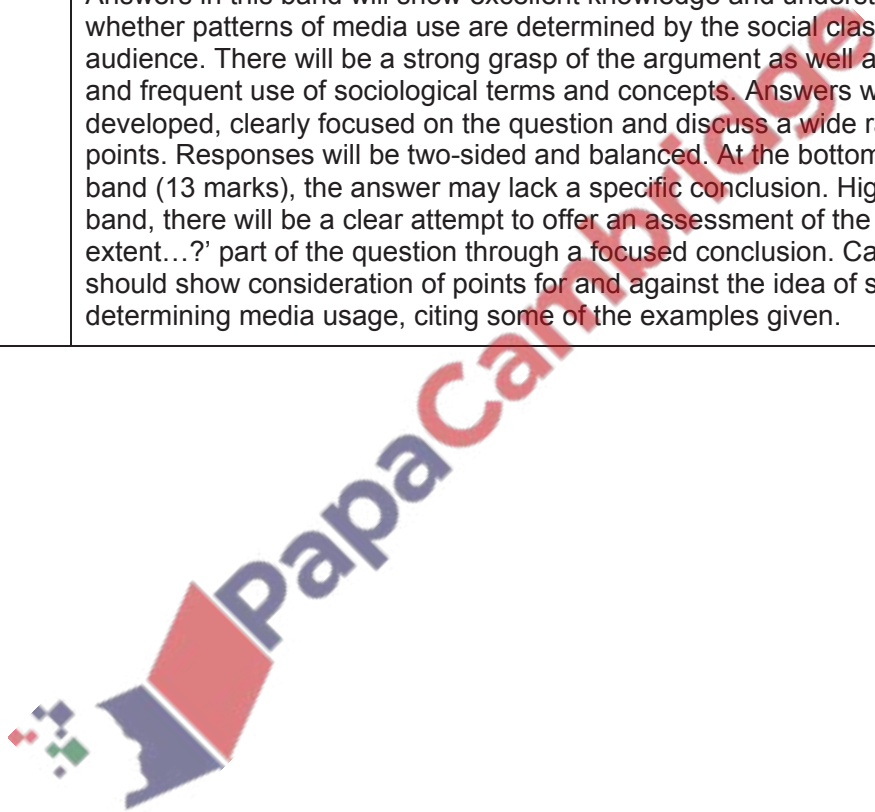 Answers in this band will show excellent knowledge and
whether patterns of media use are determined by the social
audience. There will be a strong grasp of the argument as well
and frequent use of sociological terms and concepts. Answers
developed, clearly focused on the question and discuss a wide
points. Responses will be two-sided and balanced. At the bottom
band (13 marks), the answer may lack a specific conclusion.
band, there will be a clear attempt to offer an assessment of the
extent…?’ part of the question through a focused conclusion.
should show consideration of points for and against the idea of
determining media usage, citing some of the examples given.
PapaCambridge